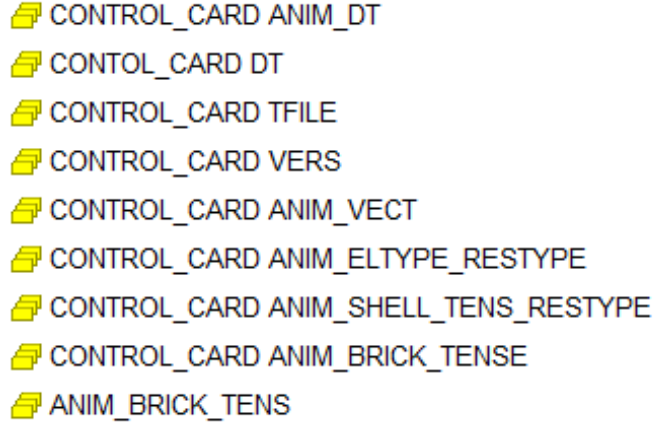 CONTROL_CARD ANIM_DT
CONTOL_CARD DT
CONTROL_CARD TFILE
CONTROL_CARD VERS
CONTROL_CARD ANIM_VECT
CONTROL_CARD ANIM_ELTYPE_RESTYPE
CONTROL_CARD ANIM_SHELL_TENS_RESTYPE
CONTROL_CARD ANIM_BRICK_TENSE
ANIM_BRICK_TENS